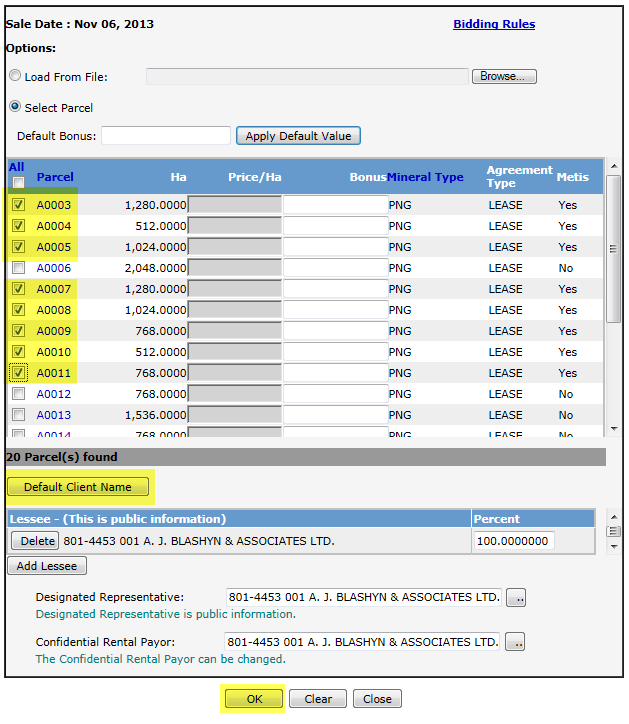 Sale Date : Nov 06, 2013 Bidding Rules
Options:
Load From File: Browse...
Select Parcel
Default Bonus: Apply Default Value
All Parcel Ha Price/Ha Bonus Mineral Type Agreement Type Metis
A0003 1,280.0000 PNG LEASE Yes
A0004 512.0000 PNG LEASE Yes
A0005 1,024.0000 PNG LEASE Yes
A0006 2,048.0000 PNG LEASE No
A0007 1,280.0000 PNG LEASE Yes
A0008 1,024.0000 PNG LEASE Yes
A0009 768.0000 PNG LEASE Yes
A0010 512.0000 PNG LEASE Yes
A0011 768.0000 PNG LEASE Yes
A0012 768.0000 PNG LEASE No
A0013 1,536.0000 PNG LEASE No
A0014 768.0000 PNG LEASE No
20 Parcel(s) found
Default Client Name
Lessee - (This is public information) Percent
Delete 801-4453 001 A. J. BLASHYN & ASSOCIATES LTD. 100.0000000
Add Lessee
Designated Representative: 801-4453 001 A. J. BLASHYN & ASSOCIATES LTD. ..
Designated Representative is public information.
Confidential Rental Payor: 801-4453 001 A. J. BLASHYN & ASSOCIATES LTD. ..
The Confidential Rental Payor can be changed.
OK Clear Close